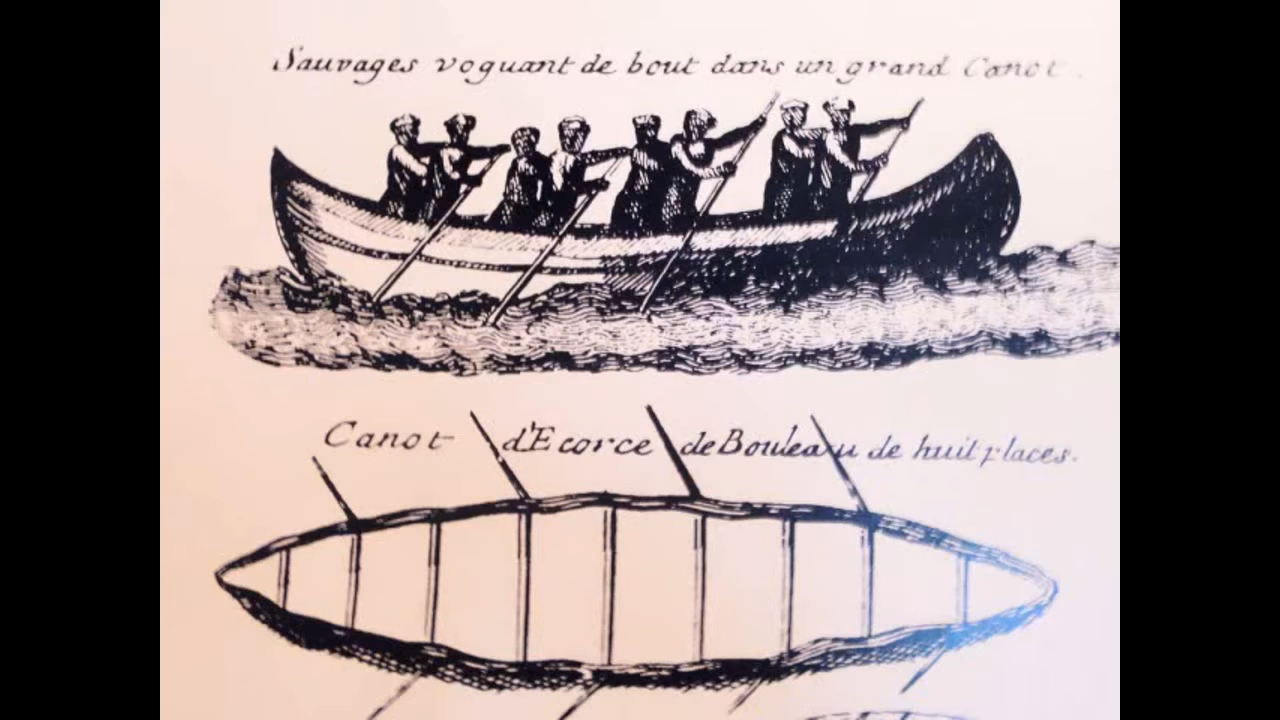 Sauvages voguant de bout dans un grand Canot.
Canot d'Ecorce de Bouleau de huit places.